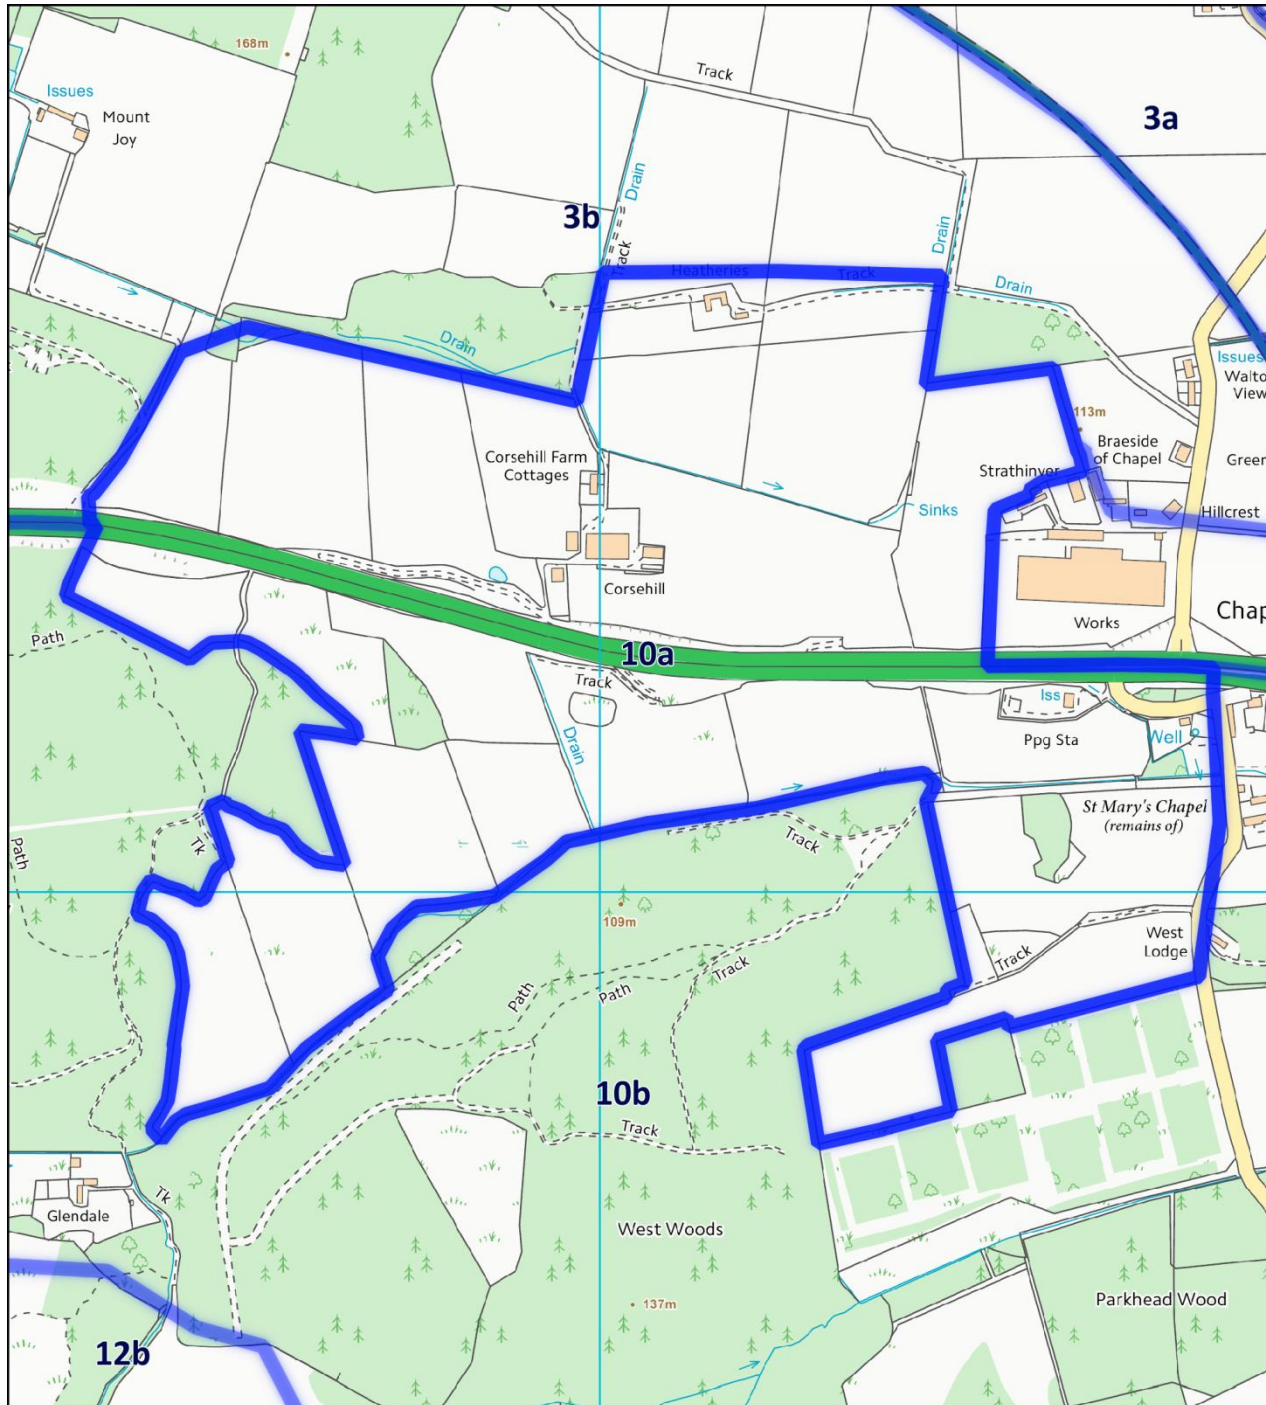 168m
Track
Issues
Mount
Joy
3a
Drain
3b
Drain
Track
Heatheries
Track
Drain
Drain
Issues
Walto
View
113m
Braeside
of Chapel
Corsehill Farm
Cottages
Strathinver
Green
Sinks
Hillcrest
Corsehill
Works
Chap
Path
10a
Track
Iss
Drain
Ppg Sta
Well
St Mary's Chapel
(remains of)
Tk
Track
Path
109m
West
Lodge
Track
Track
Path
Path
10b
Track
Tk
Glendale
West Woods
137m
Parkhead Wood
12b